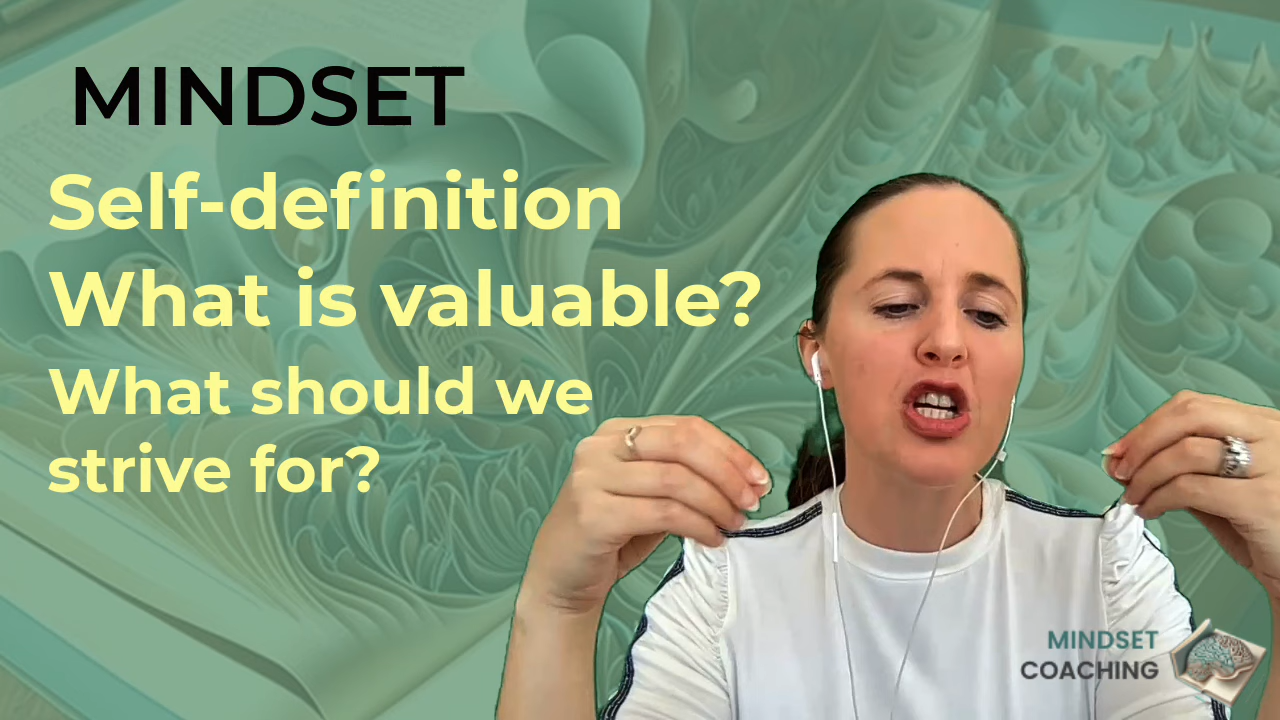 MINDSET
Self-definition
What is valuable?
What should we
strive for?
MINDSET
COACHING